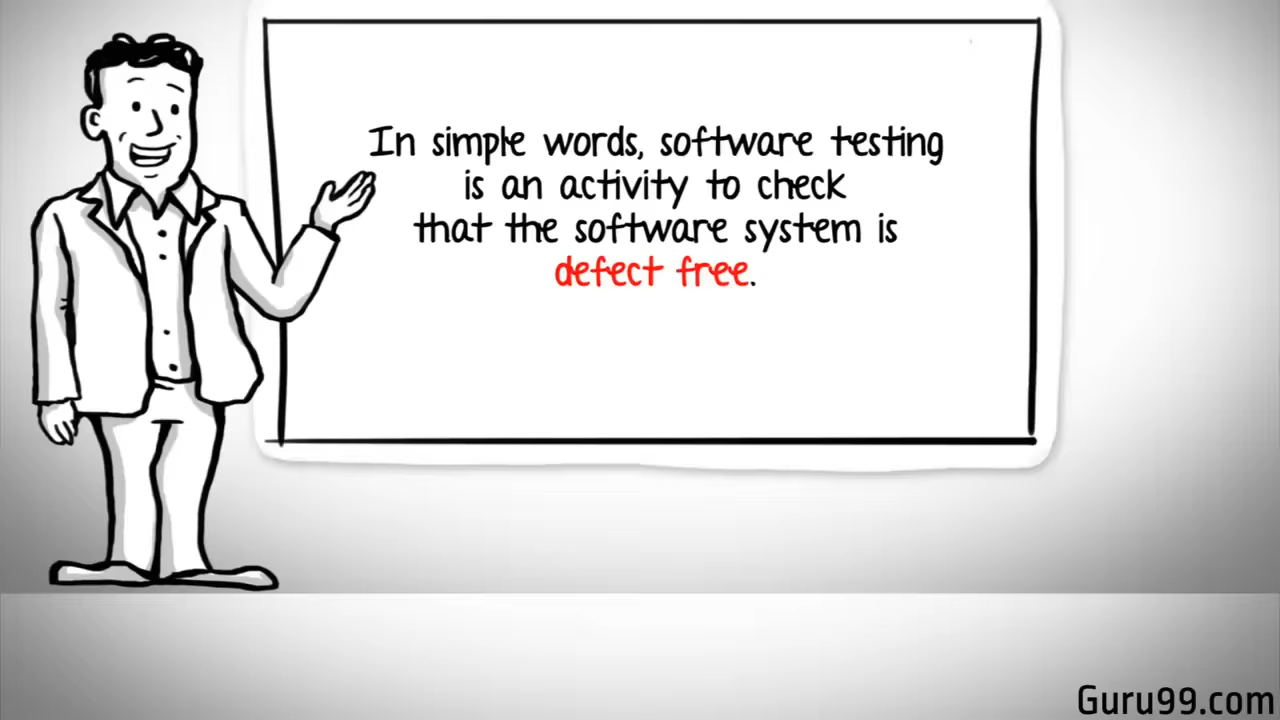 In simple words, software testing
is an activity to check
that the software system is
defect free.
Guru99.com